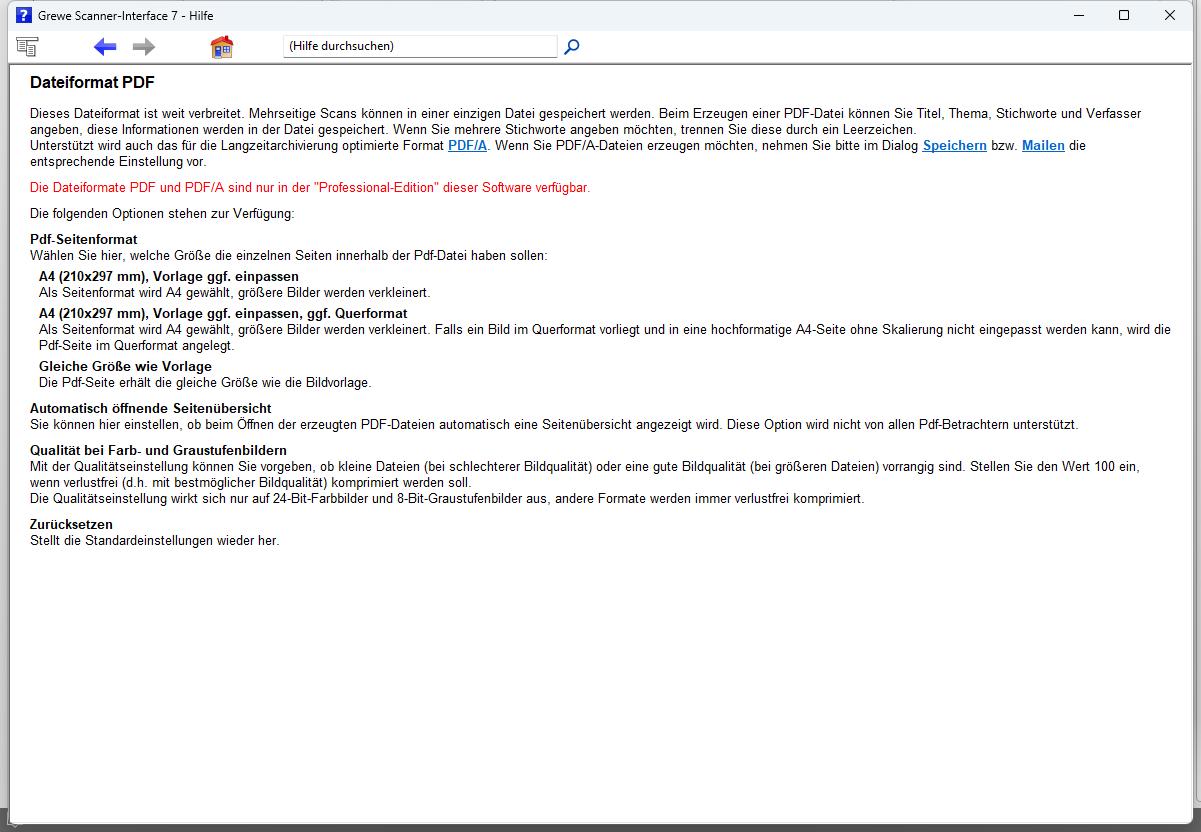 Grewe Scanner-Interface 7 - Hilfe
(Hilfe durchsuchen)
Dateiformat PDF
Dieses Dateiformat ist weit verbreitet. Mehrseitige Scans können in einer einzigen Datei gespeichert werden. Beim Erzeugen einer PDF-Datei können Sie Titel, Thema, Stichworte und Verfasser
angeben, diese Informationen werden in der Datei gespeichert. Wenn Sie mehrere Stichworte angeben möchten, trennen Sie diese durch ein Leerzeichen.
Unterstützt wird auch das für die Langzeitarchivierung optimierte Format PDF/A. Wenn Sie PDF/A-Dateien erzeugen möchten, nehmen Sie bitte im Dialog Speichern bzw. Mailen die
entsprechende Einstellung vor.
Die Dateiformate PDF und PDF/A sind nur in der "Professional-Edition" dieser Software verfügbar.
Die folgenden Optionen stehen zur Verfügung:
Pdf-Seitenformat
Wählen Sie hier, welche Größe die einzelnen Seiten innerhalb der Pdf-Datei haben sollen:
A4 (210x297 mm), Vorlage ggf. einpassen
Als Seitenformat wird A4 gewählt, größere Bilder werden verkleinert.
A4 (210x297 mm), Vorlage ggf. einpassen, ggf. Querformat
Als Seitenformat wird A4 gewählt, größere Bilder werden verkleinert. Falls ein Bild im Querformat vorliegt und in eine hochformatige A4-Seite ohne Skalierung nicht eingepasst werden kann, wird die
Pdf-Seite im Querformat angelegt.
Gleiche Größe wie Vorlage
Die Pdf-Seite erhält die gleiche Größe wie die Bildvorlage.
Automatisch öffnende Seitenübersicht
Sie können hier einstellen, ob beim Öffnen der erzeugten PDF-Dateien automatisch eine Seitenübersicht angezeigt wird. Diese Option wird nicht von allen Pdf-Betrachtern unterstützt.
Qualität bei Farb- und Graustufenbildern
Mit der Qualitätseinstellung können Sie vorgeben, ob kleine Dateien (bei schlechterer Bildqualität) oder eine gute Bildqualität (bei größeren Dateien) vorrangig sind. Stellen Sie den Wert 100 ein,
wenn verlustfrei (d.h. mit bestmöglicher Bildqualität) komprimiert werden soll.
Die Qualitätseinstellung wirkt sich nur auf 24-Bit-Farbbilder und 8-Bit-Graustufenbilder aus, andere Formate werden immer verlustfrei komprimiert.
Zurücksetzen
Stellt die Standardeinstellungen wieder her.